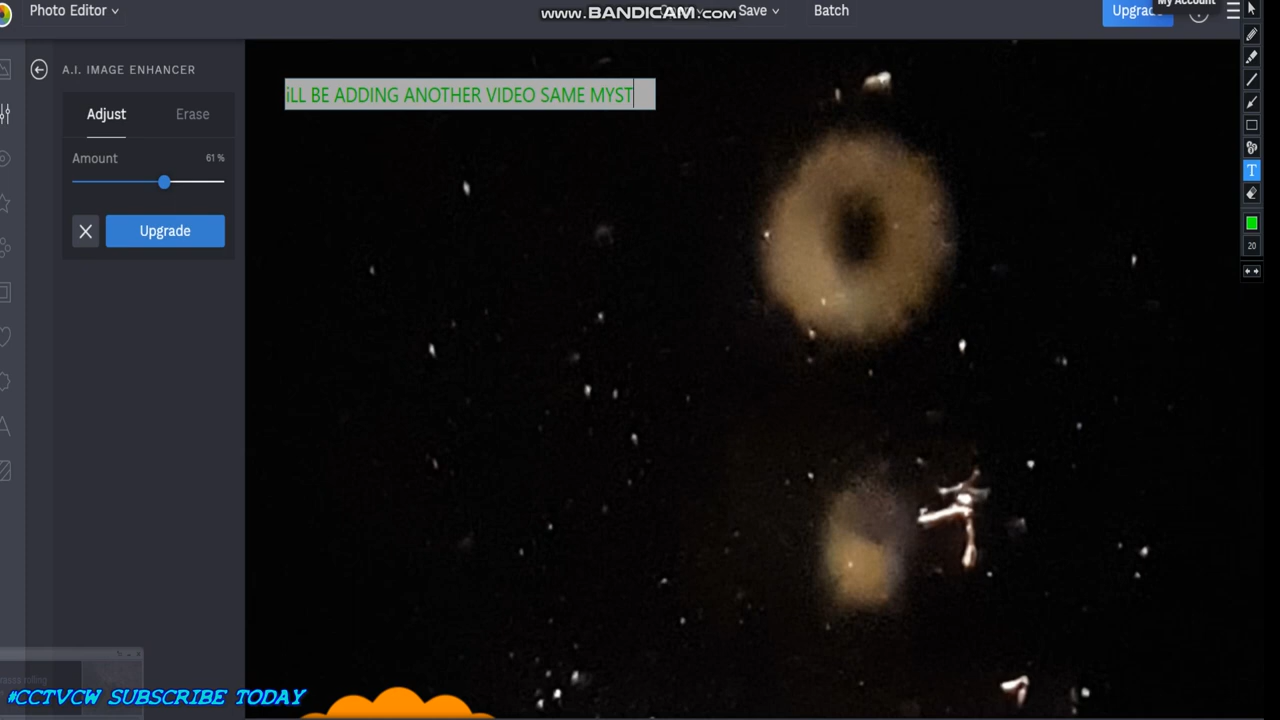 Photo Editor
www.BANDICAM.com
Save
Batch
Upgrade
My Account
A.I. IMAGE ENHANCER
Adjust
Erase
Amount
61 %
Upgrade
iLL BE ADDING ANOTHER VIDEO SAME MYST
T
20
#CCTVCW SUBSCRIBE TODAY